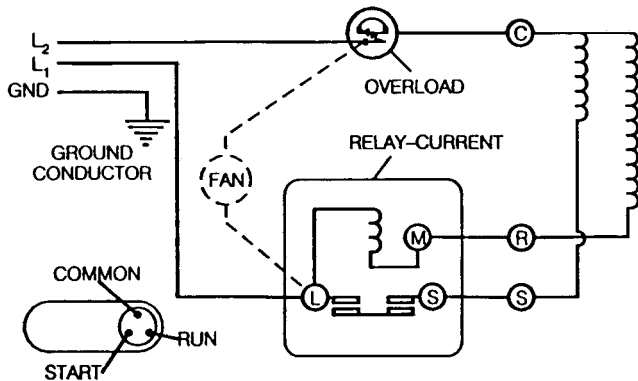 L2
L1
GND
GROUND
CONDUCTOR
OVERLOAD
C
RELAY-CURRENT
FAN
M
R
L
S
S
COMMON
RUN
START